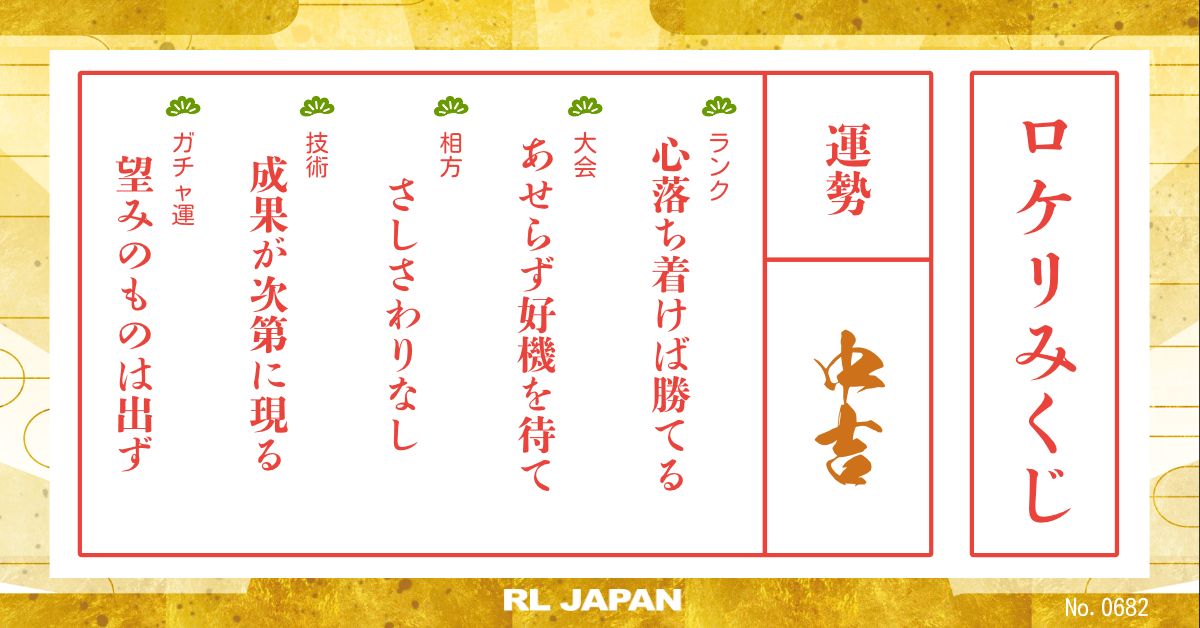 ロケリみくじ
運勢
中吉
ランク
心落ち着けば勝てる
大会
あせらず好機を待て
相方
さしさわりなし
技術
成果が次第に現る
ガチャ運
望みのものは出ず
RL JAPAN
No. 0682